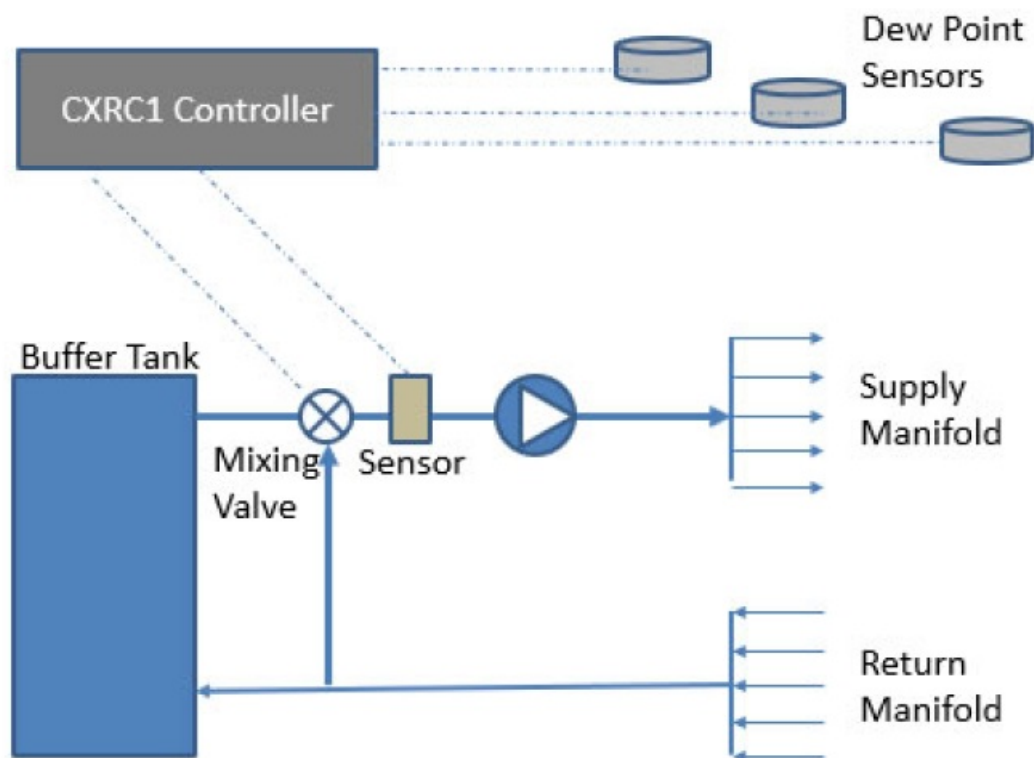 CXRC1 Controller
Dew Point
Sensors
Buffer Tank
Mixing
Valve
Sensor
Supply
Manifold
Return
Manifold